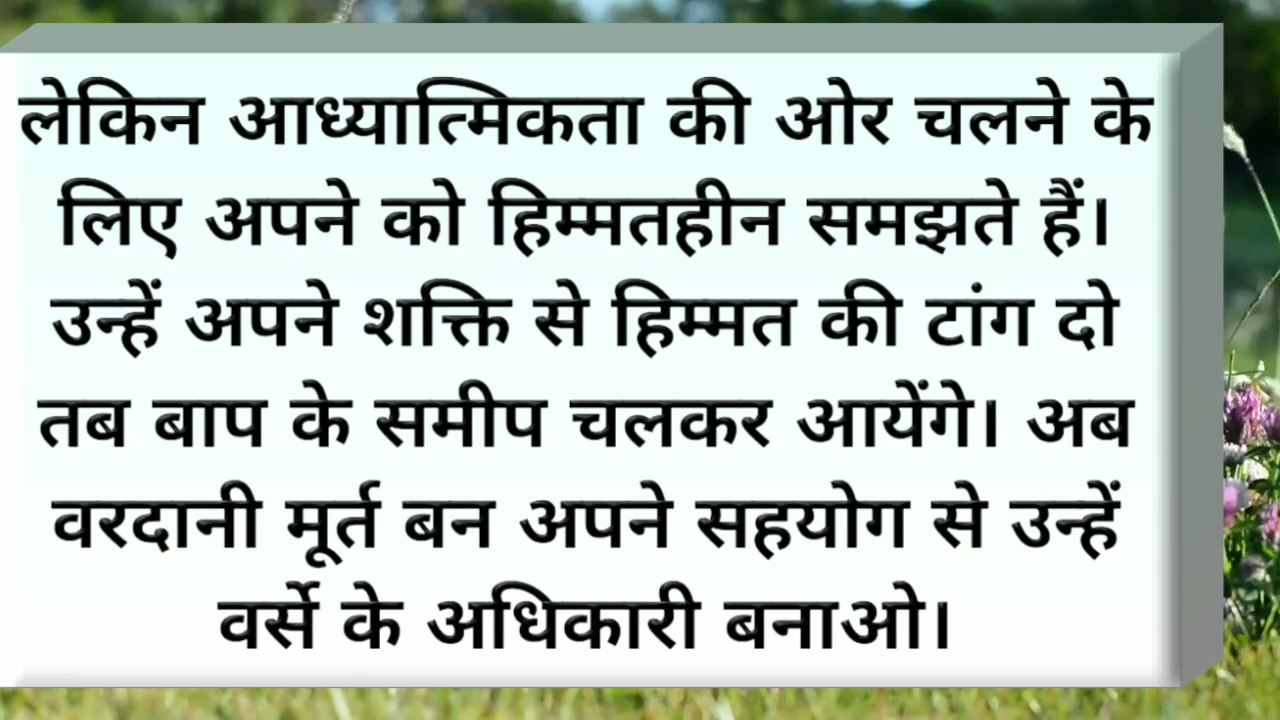 लेकिन आध्यात्मिकता की ओर चलने के
लिए अपने को हिम्मतहीन समझते हैं।
उन्हें अपने शक्ति से हिम्मत की टांग दो
तब बाप के समीप चलकर आयेंगे। अब
वरदानी मूर्त बन अपने सहयोग से उन्हें
वर्से के अधिकारी बनाओ।